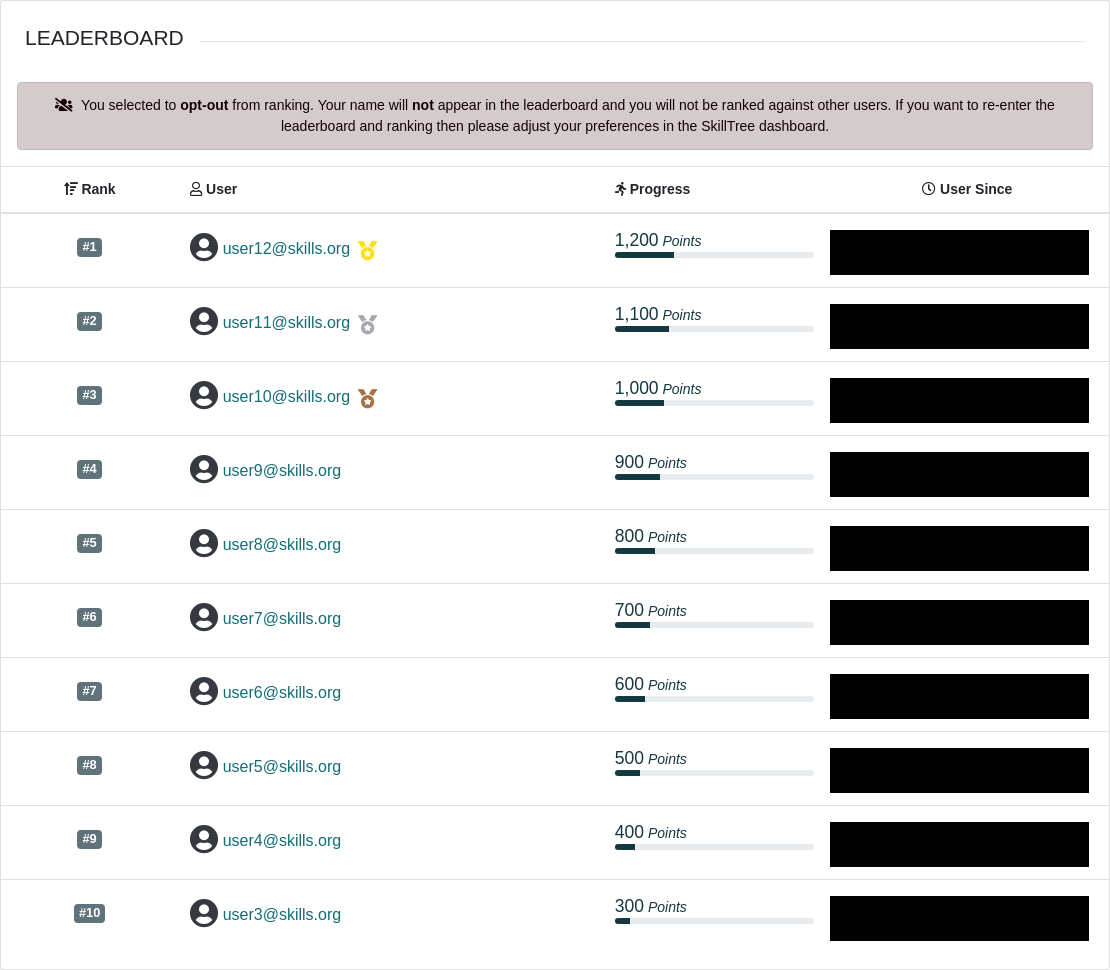 LEADERBOARD
You selected to opt-out from ranking. Your name will not appear in the leaderboard and you will not be ranked against other users. If you want to re-enter the
leaderboard and ranking then please adjust your preferences in the SkillTree dashboard.
Rank User Progress User Since
#1 user12@skills.org 1,200 Points
#2 user11@skills.org 1,100 Points
#3 user10@skills.org 1,000 Points
#4 user9@skills.org 900 Points
#5 user8@skills.org 800 Points
#6 user7@skills.org 700 Points
#7 user6@skills.org 600 Points
#8 user5@skills.org 500 Points
#9 user4@skills.org 400 Points
#10 user3@skills.org 300 Points